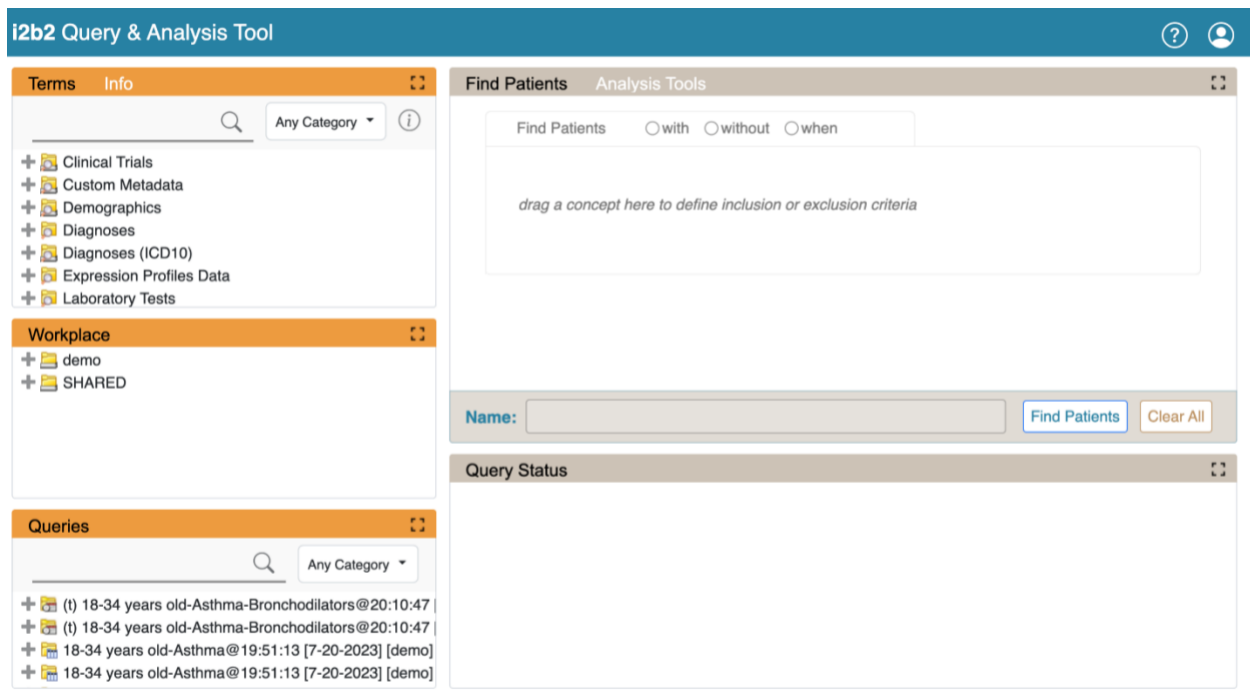 i2b2 Query & Analysis Tool
Terms Info
Any Category
Clinical Trials
Custom Metadata
Demographics
Diagnoses
Diagnoses (ICD10)
Expression Profiles Data
Laboratory Tests
Workplace
demo
SHARED
Queries
Any Category
(t) 18-34 years old-Asthma-Bronchodilators@20:10:47 [
(t) 18-34 years old-Asthma-Bronchodilators@20:10:47 [
18-34 years old-Asthma@19:51:13 [7-20-2023] [demo]
18-34 years old-Asthma@19:51:13 [7-20-2023] [demo]
Find Patients Analysis Tools
Find Patients with without when
drag a concept here to define inclusion or exclusion criteria
Name: Find Patients Clear All
Query Status